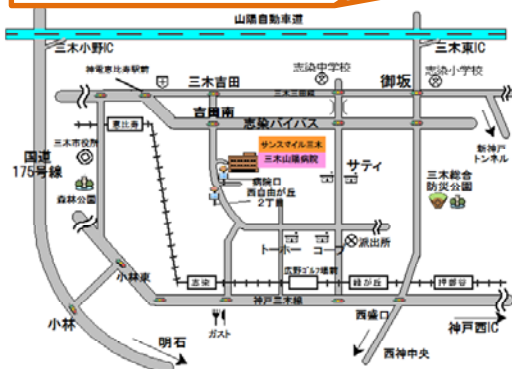 山陽自動車道
三木小野IC
三木東IC
神電恵比寿駅前
三木吉田
志染中学校
御坂
志染小学校
三木三田線
吉岡南
志染バイパス
恵比寿
三木市役所
国道
175号線
森林公園
サンスマイル三木
三木山陽病院
サティ
新神戸
トンネル
病院口
西自由が丘
2丁目
三木総合
防災公園
トーホー
コープ
派出所
小林東
志染
広野ゴルフ場前
緑が丘
押部谷
小林
神戸三木線
ガスト
西盛口
神戸西IC
明石
西神中央